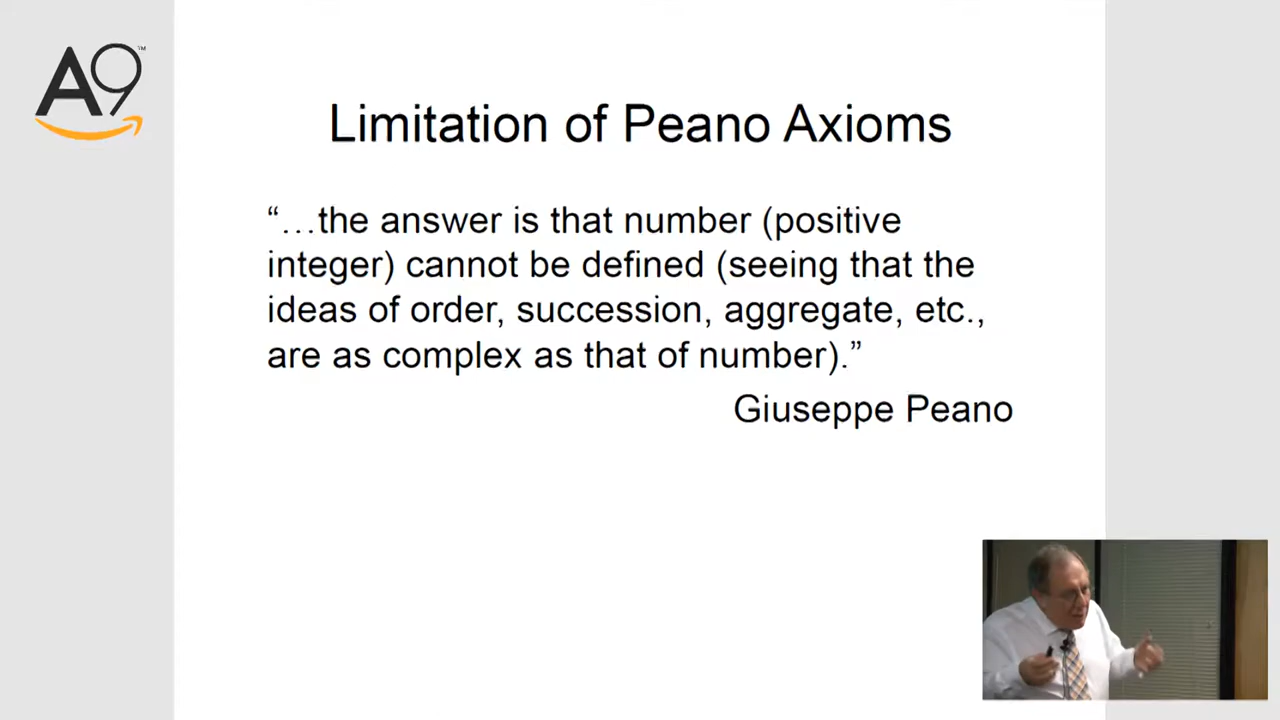 A9™
Limitation of Peano Axioms
“…the answer is that number (positive
integer) cannot be defined (seeing that the
ideas of order, succession, aggregate, etc.,
are as complex as that of number).”
Giuseppe Peano